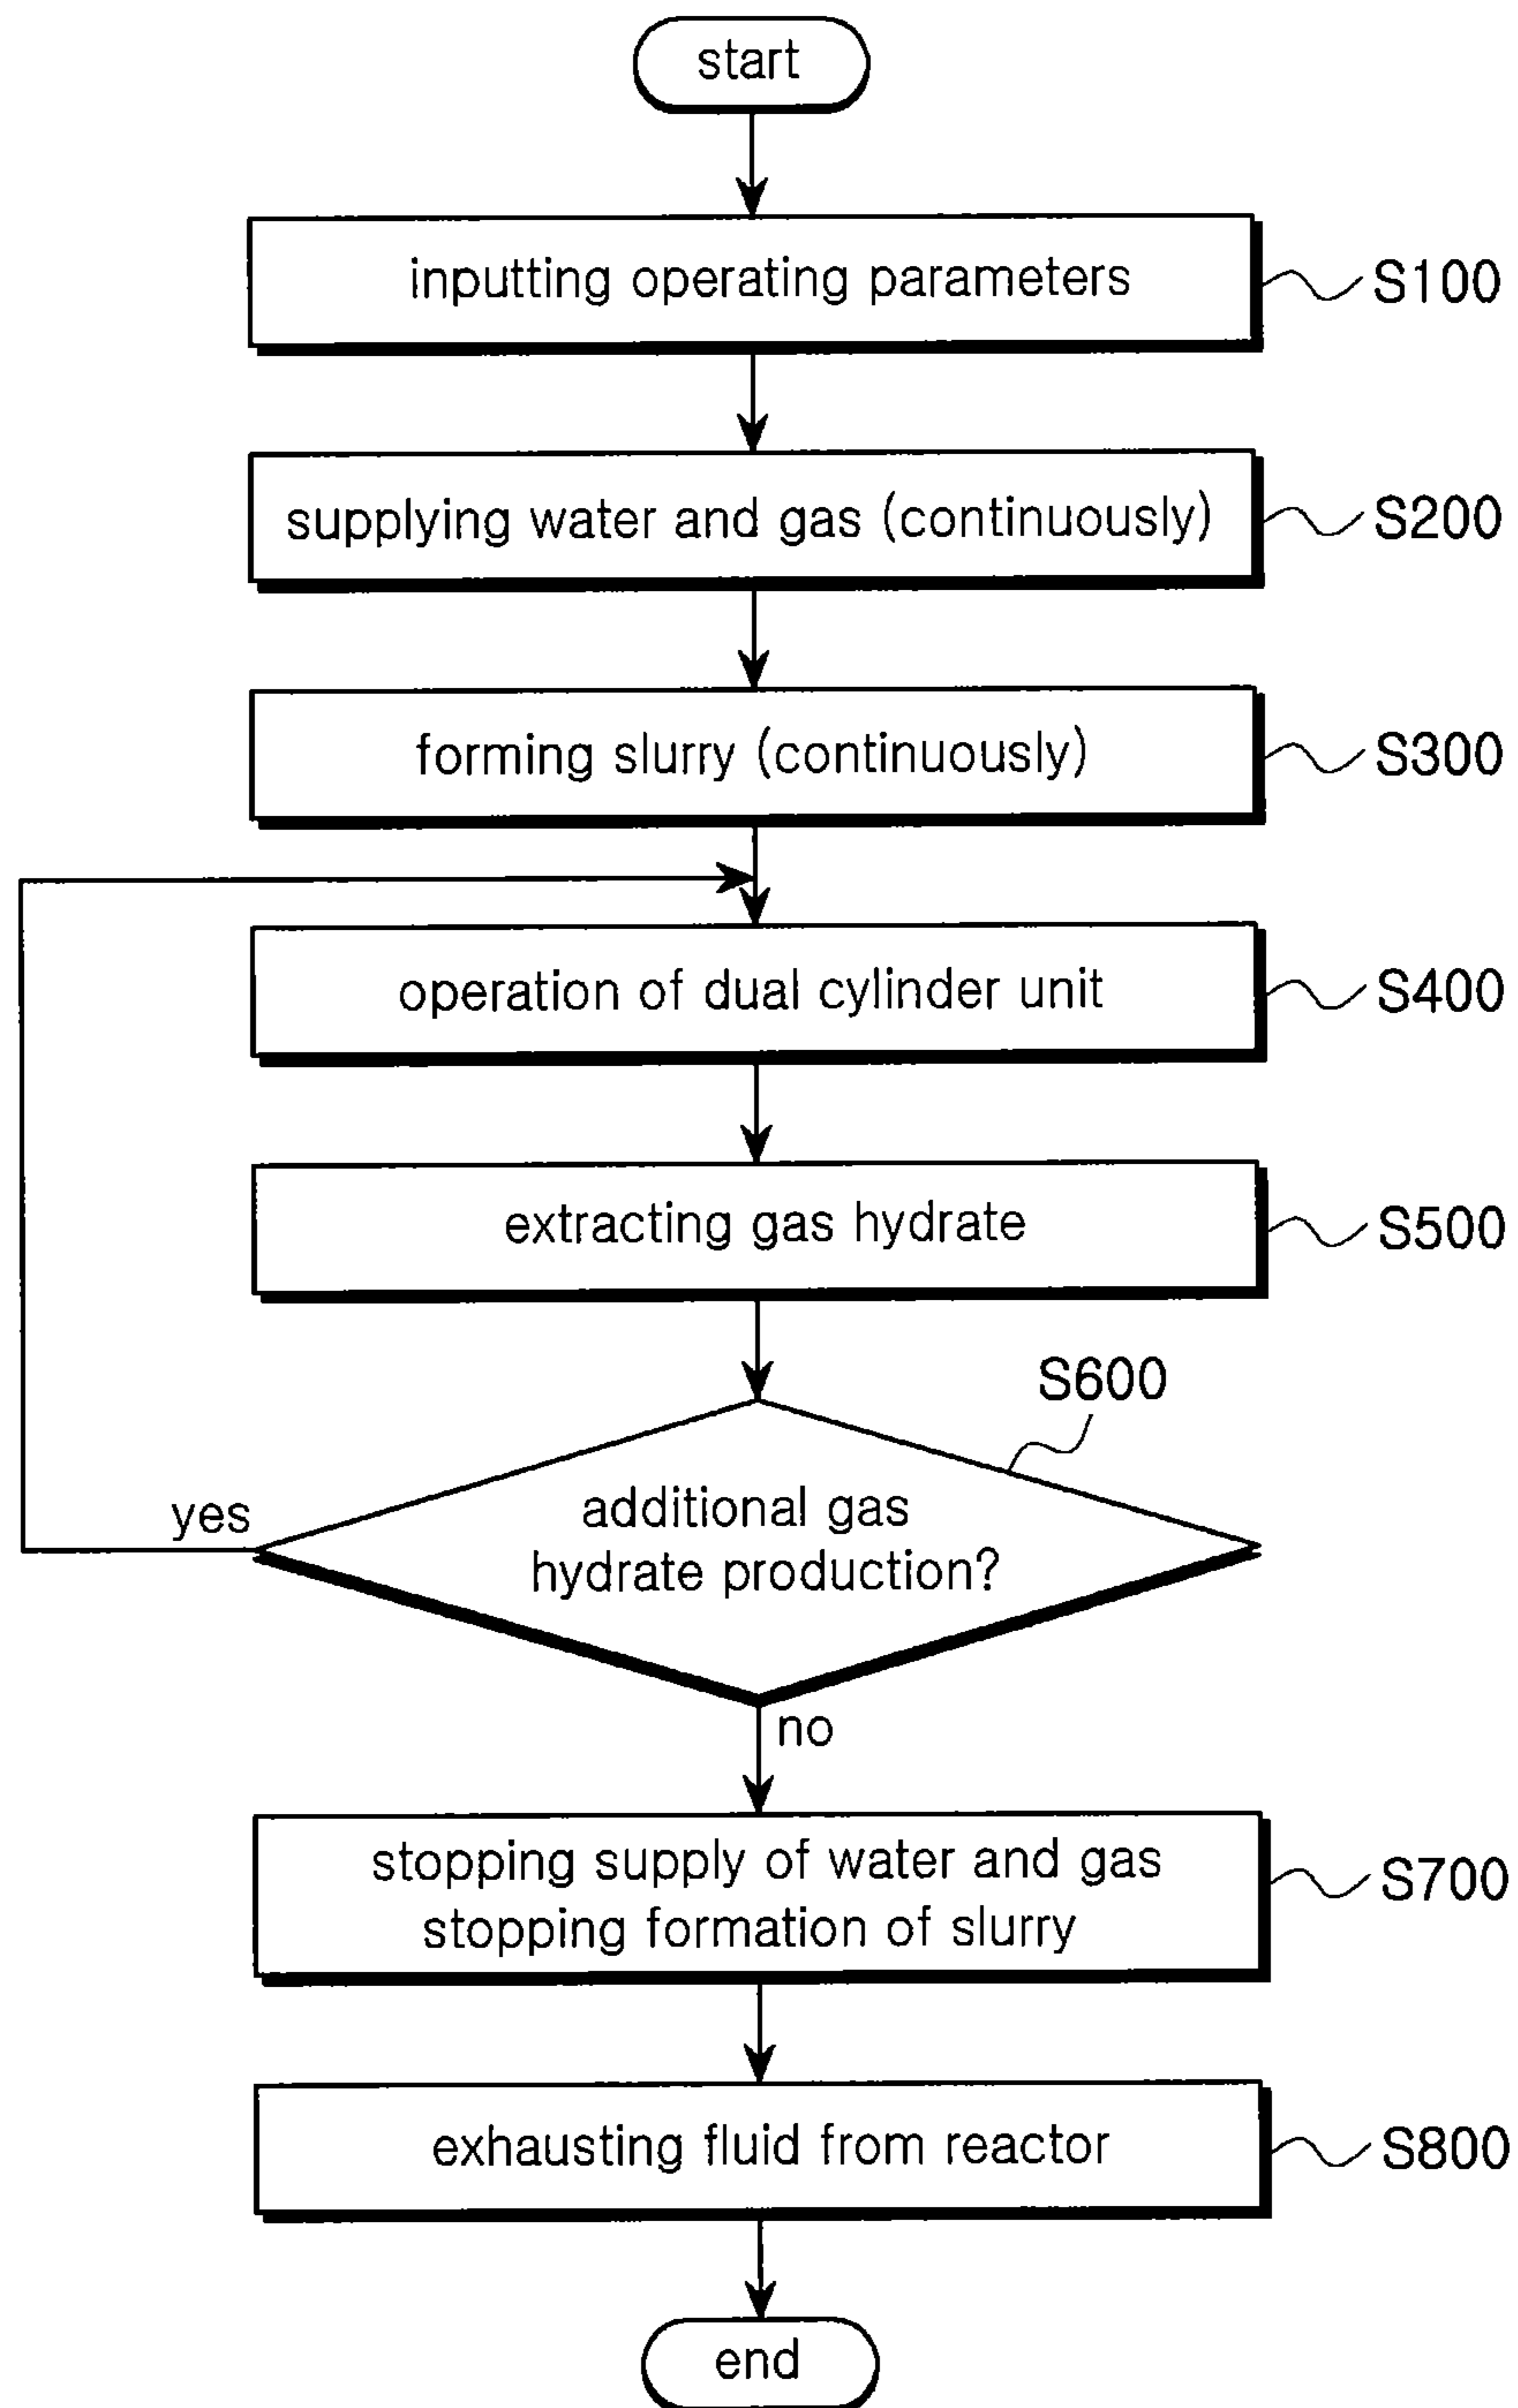 start
inputting operating parameters
S100
supplying water and gas (continuously)
S200
forming slurry (continuously)
S300
operation of dual cylinder unit
S400
extracting gas hydrate
S500
S600
additional gas
hydrate production?
yes
no
stopping supply of water and gas
stopping formation of slurry
S700
exhausting fluid from reactor
S800
end